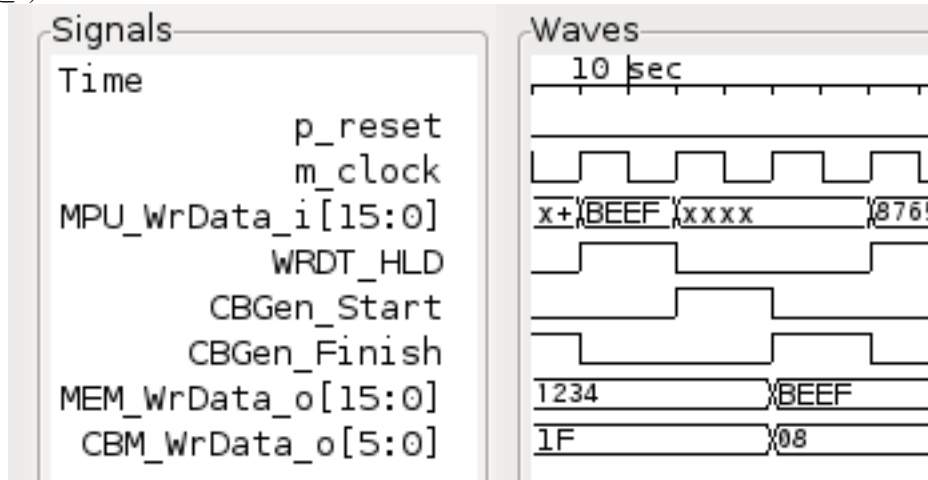 Signals
Waves
Time
10 sec
p_reset
m_clock
MPU_WrData_i[15:0]
x+ BEEF xxxx
WRDT_HLD
CBGen_Start
CBGen_Finish
MEM_WrData_o[15:0]
1234 BEEF
CBM_WrData_o[5:0]
1F 08